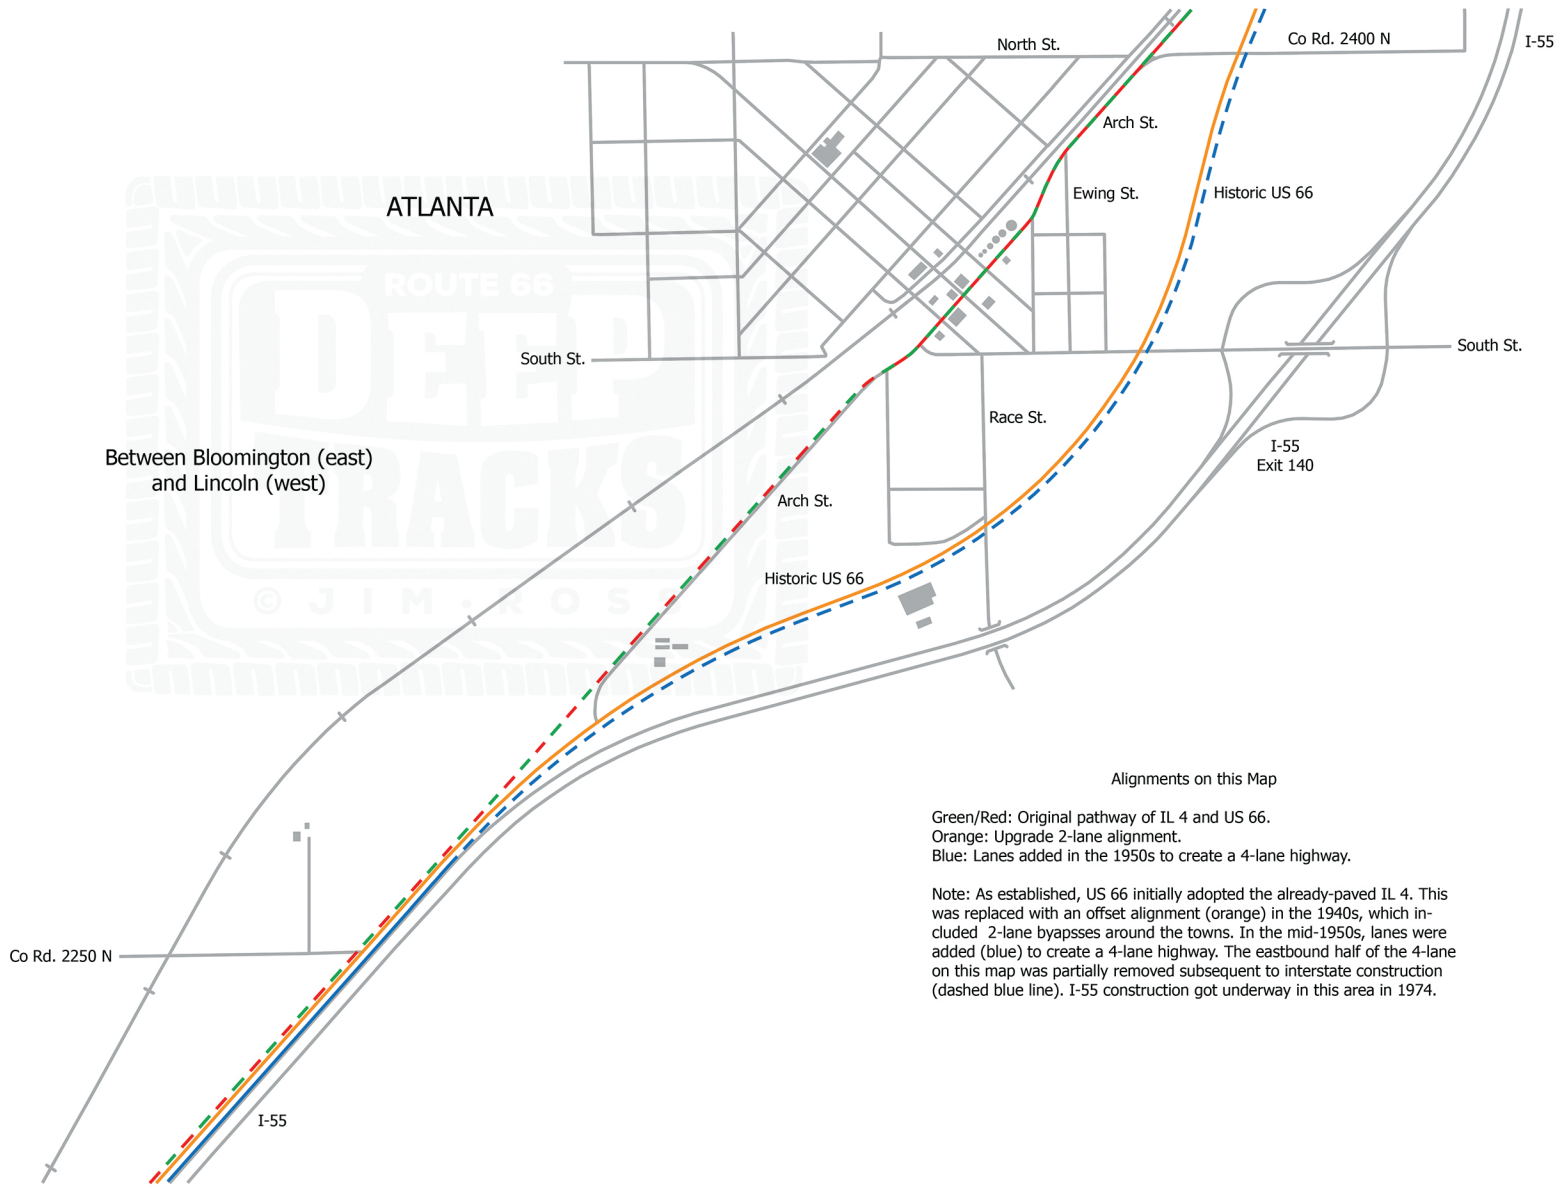 North St.
Co Rd. 2400 N
I-55
Arch St.
ATLANTA
Ewing St.
Historic US 66
ROUTE 66
DEEP
TRACKS
© JIM • ROSS
South St.
South St.
Race St.
Between Bloomington (east)
and Lincoln (west)
I-55
Exit 140
Arch St.
Historic US 66
Alignments on this Map
Green/Red: Original pathway of IL 4 and US 66.
Orange: Upgrade 2-lane alignment.
Blue: Lanes added in the 1950s to create a 4-lane highway.
Note: As established, US 66 initially adopted the already-paved IL 4. This
was replaced with an offset alignment (orange) in the 1940s, which in-
cluded 2-lane byapsses around the towns. In the mid-1950s, lanes were
added (blue) to create a 4-lane highway. The eastbound half of the 4-lane
on this map was partially removed subsequent to interstate construction
(dashed blue line). I-55 construction got underway in this area in 1974.
Co Rd. 2250 N
I-55